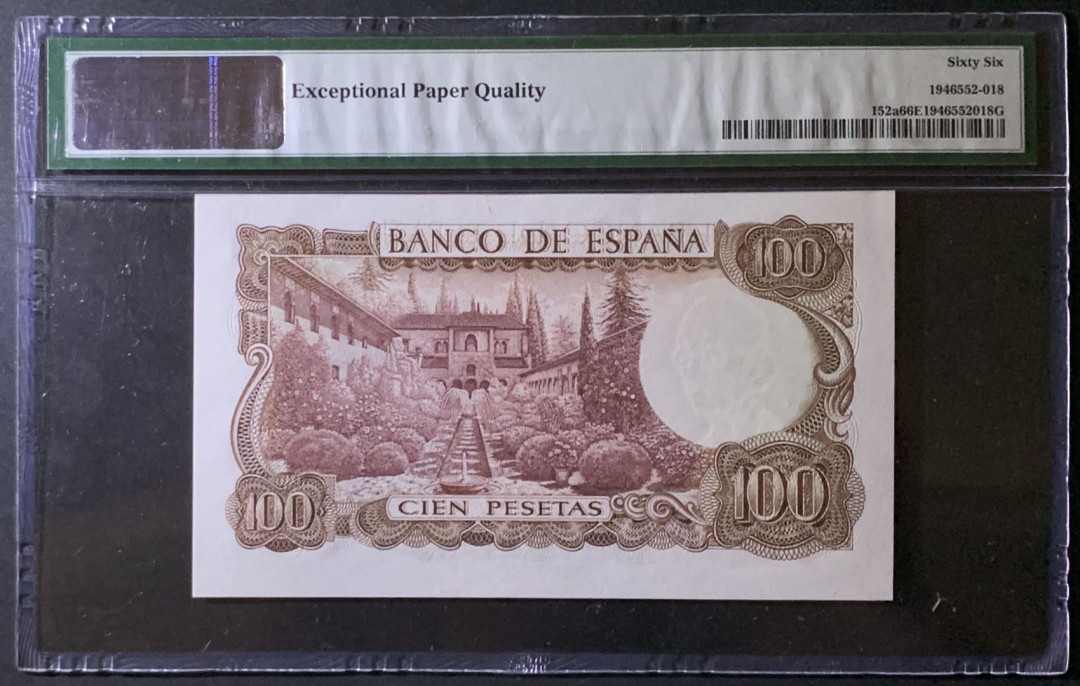 Sixty Six
Exceptional Paper Quality
1946552-018
152a66E1946552018G
BANCO DE ESPAÑA
100
100
CIEN PESETAS
100